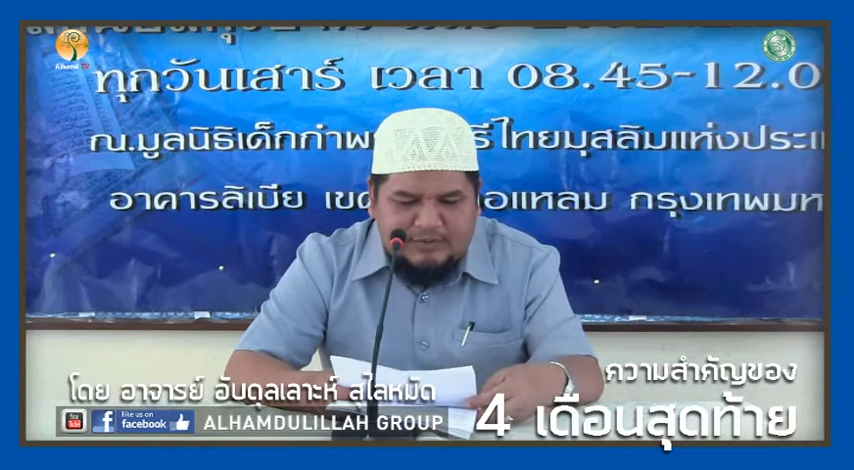 Alhamd TV
ทุกวันเสาร์ เวลา 08.45-12.0
ณ.มูลนิธิเด็กกำพ รีไทยมุสลิมแห่งประเ
อาคารลิเบีย เขต อแหลม กรุงเทพมห
ความสำคัญของ
4 เดือนสุดท้าย
โดย อาจารย์ อับดุลเลาะห์ สุไลหมัด
You Tube like us on facebook ALHAMDULILLAH GROUP